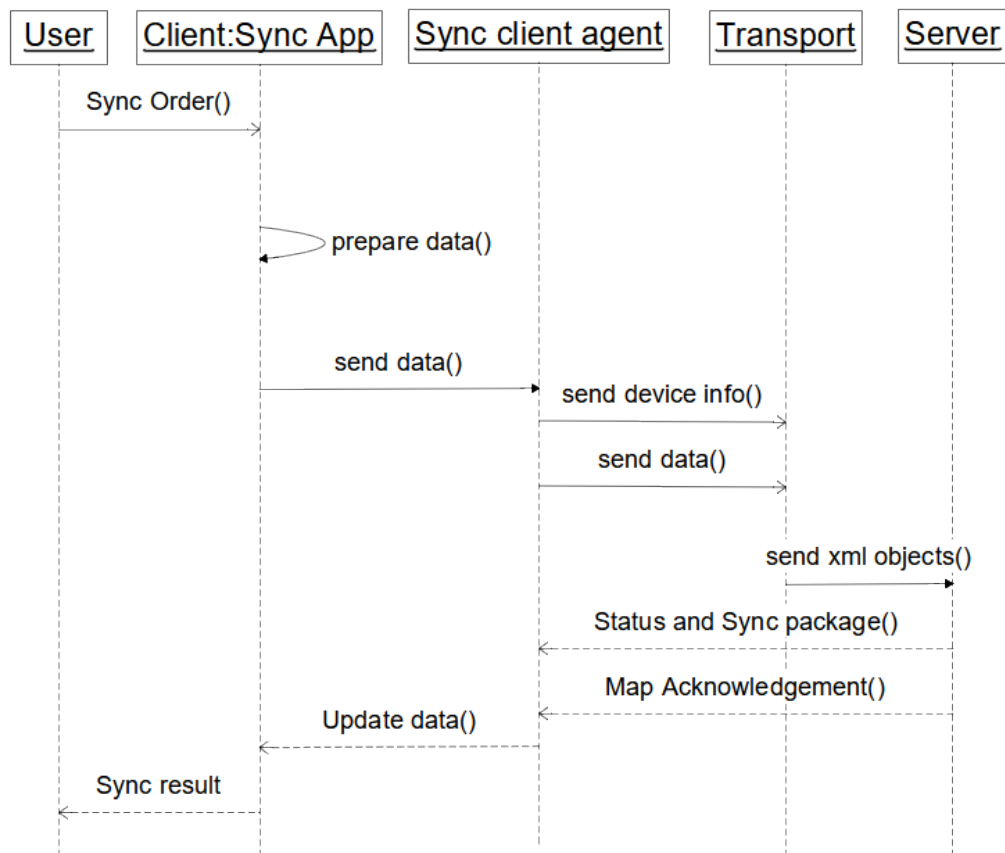 User
Client:Sync App
Sync client agent
Transport
Server
Sync Order()
prepare data()
send data()
send device info()
send data()
send xml objects()
Status and Sync package()
Map Acknowledgement()
Update data()
Sync result